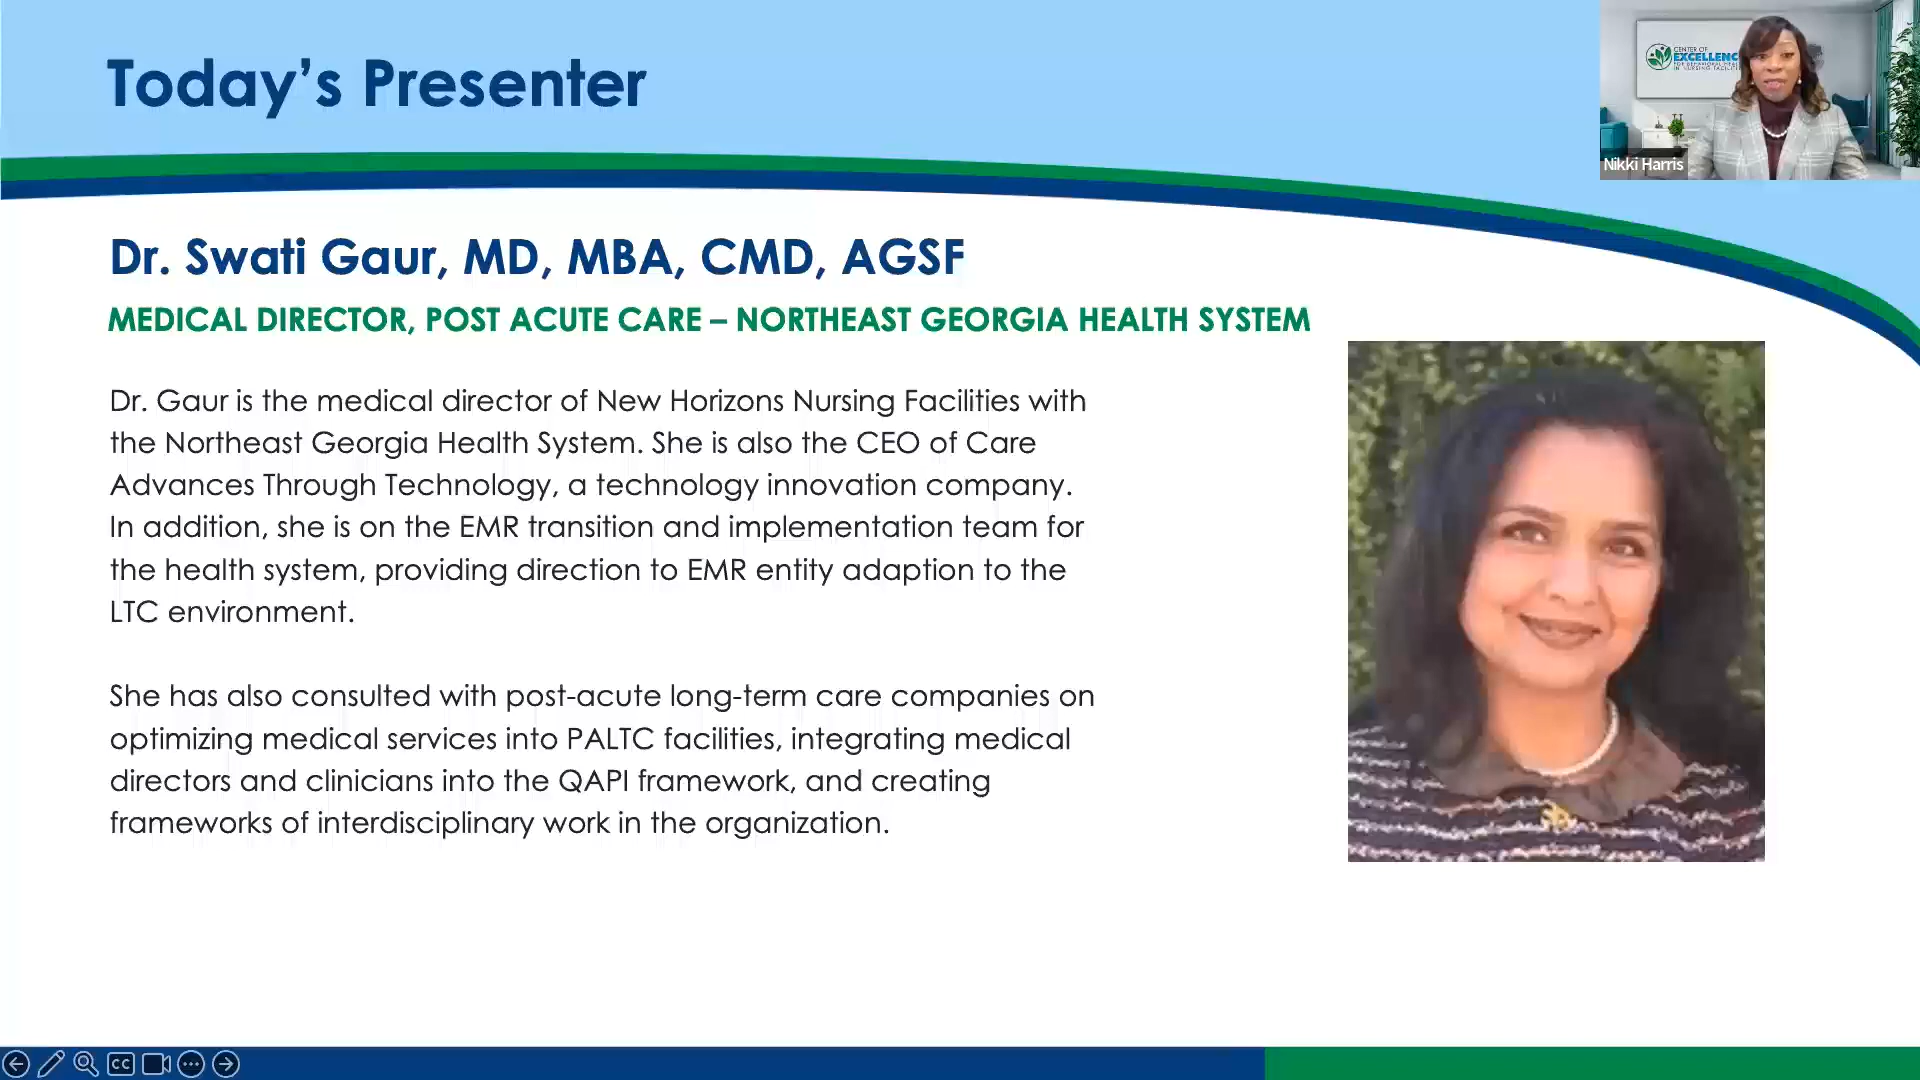 Today's Presenter
CENTER OF
EXCELLENC
Nikki Harris
Dr. Swati Gaur, MD, MBA, CMD, AGSF
MEDICAL DIRECTOR, POST ACUTE CARE – NORTHEAST GEORGIA HEALTH SYSTEM
Dr. Gaur is the medical director of New Horizons Nursing Facilities with
the Northeast Georgia Health System. She is also the CEO of Care
Advances Through Technology, a technology innovation company.
In addition, she is on the EMR transition and implementation team for
the health system, providing direction to EMR entity adaption to the
LTC environment.
She has also consulted with post-acute long-term care companies on
optimizing medical services into PALTC facilities, integrating medical
directors and clinicians into the QAPI framework, and creating
frameworks of interdisciplinary work in the organization.
CC